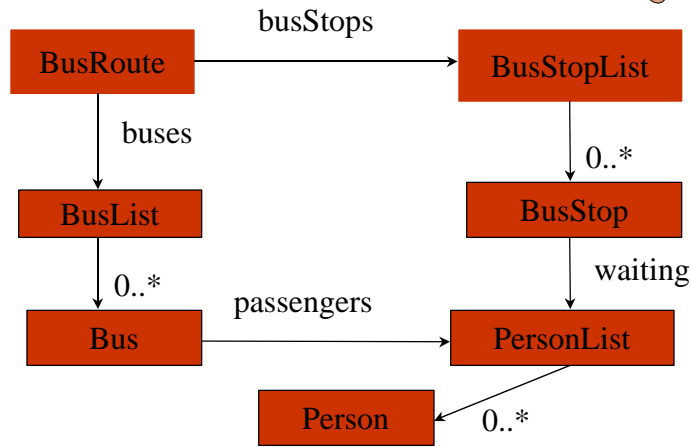 busStops
BusRoute
BusStopList
buses
0..*
BusList
BusStop
0..*
waiting
passengers
Bus
PersonList
Person
0..*